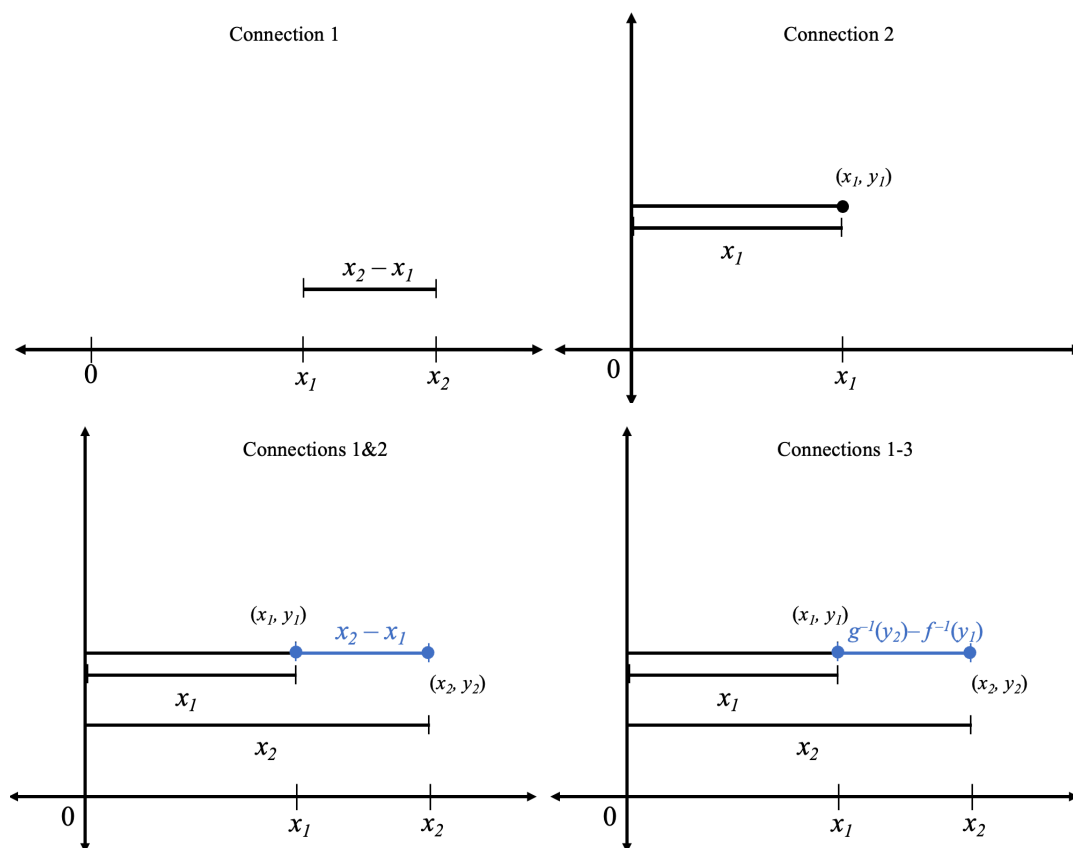 Connection 1
x₂ – x₁
0
x₁
x₂
Connection 2
(x₁, y₁)
x₁
0
x₁
Connections 1&2
(x₁, y₁)
x₂ – x₁
x₁
(x₂, y₂)
x₂
0
x₁
x₂
Connections 1-3
(x₁, y₁)
g⁻¹(y₂)– f⁻¹(y₁)
x₁
(x₂, y₂)
x₂
0
x₁
x₂